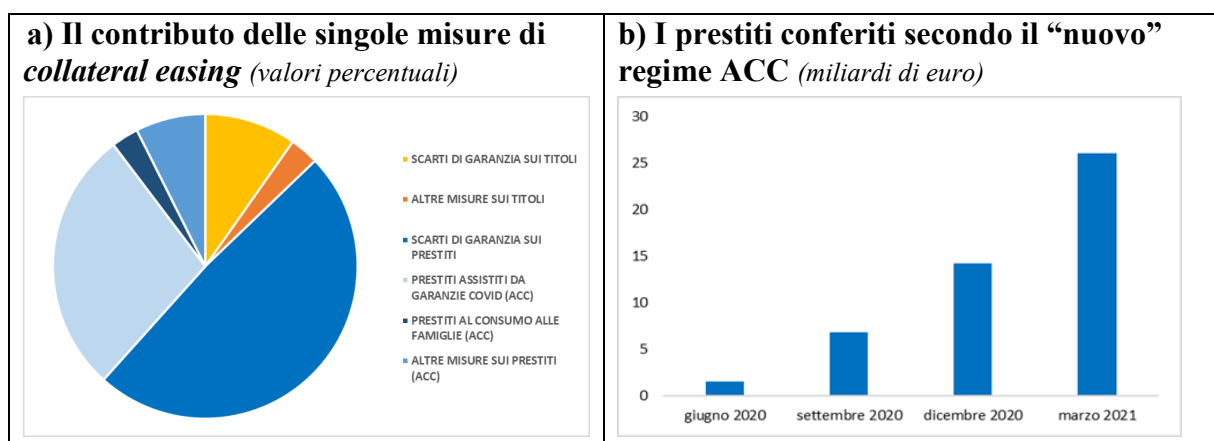 a) Il contributo delle singole misure di
collateral easing (valori percentuali)
SCARTI DI GARANZIA SUI TITOLI
ALTRE MISURE SUI TITOLI
SCARTI DI GARANZIA SUI
PRESTITI
PRESTITI ASSISTITI DA
GARANZIE COVID (ACC)
PRESTITI AL CONSUMO ALLE
FAMIGLIE (ACC)
ALTRE MISURE SUI PRESTITI
(ACC)
b) I prestiti conferiti secondo il “nuovo”
regime ACC (miliardi di euro)
30
25
20
15
10
5
0
giugno 2020 settembre 2020 dicembre 2020 marzo 2021